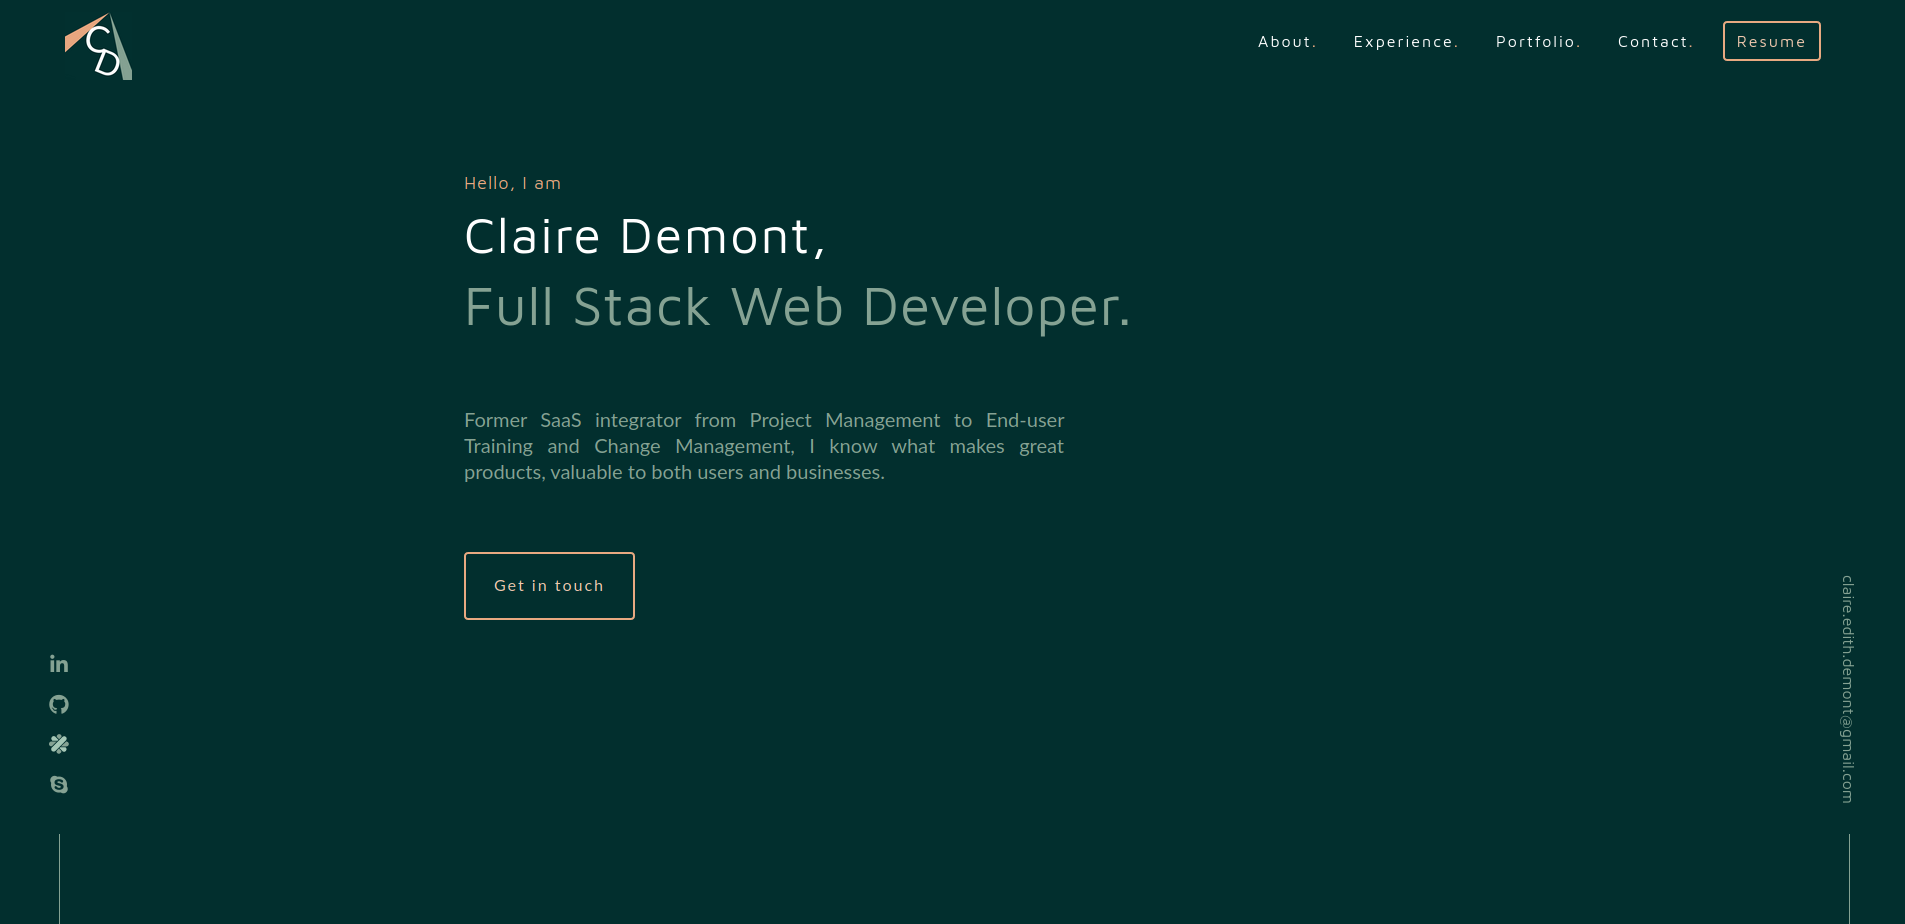 CD
About.
Experience.
Portfolio.
Contact.
Resume
Hello, I am
Claire Demont,
Full Stack Web Developer.
Former SaaS integrator from Project Management to End-user
Training and Change Management, I know what makes great
products, valuable to both users and businesses.
Get in touch
in
S
claire.edith.demont@gmail.com